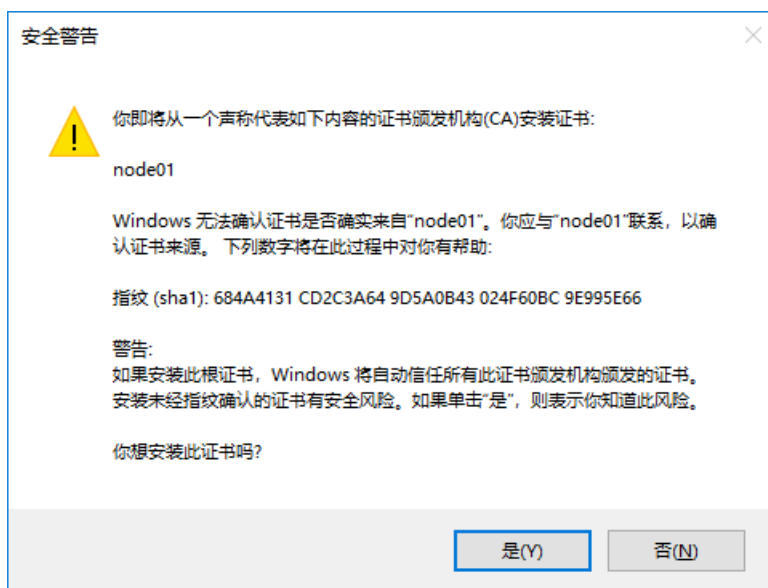 安全警告
你即将从一个声称代表如下内容的证书颁发机构(CA)安装证书:
node01
Windows 无法确认证书是否确实来自“node01”。你应与“node01”联系，以确
认证书来源。 下列数字将在此过程中对你有帮助:
指纹 (sha1): 684A4131 CD2C3A64 9D5A0B43 024F60BC 9E995E66
警告:
如果安装此根证书，Windows 将自动信任所有此证书颁发机构颁发的证书。
安装未经指纹确认的证书有安全风险。如果单击“是”，则表示你知道此风险。
你想安装此证书吗?
是(Y)
否(N)